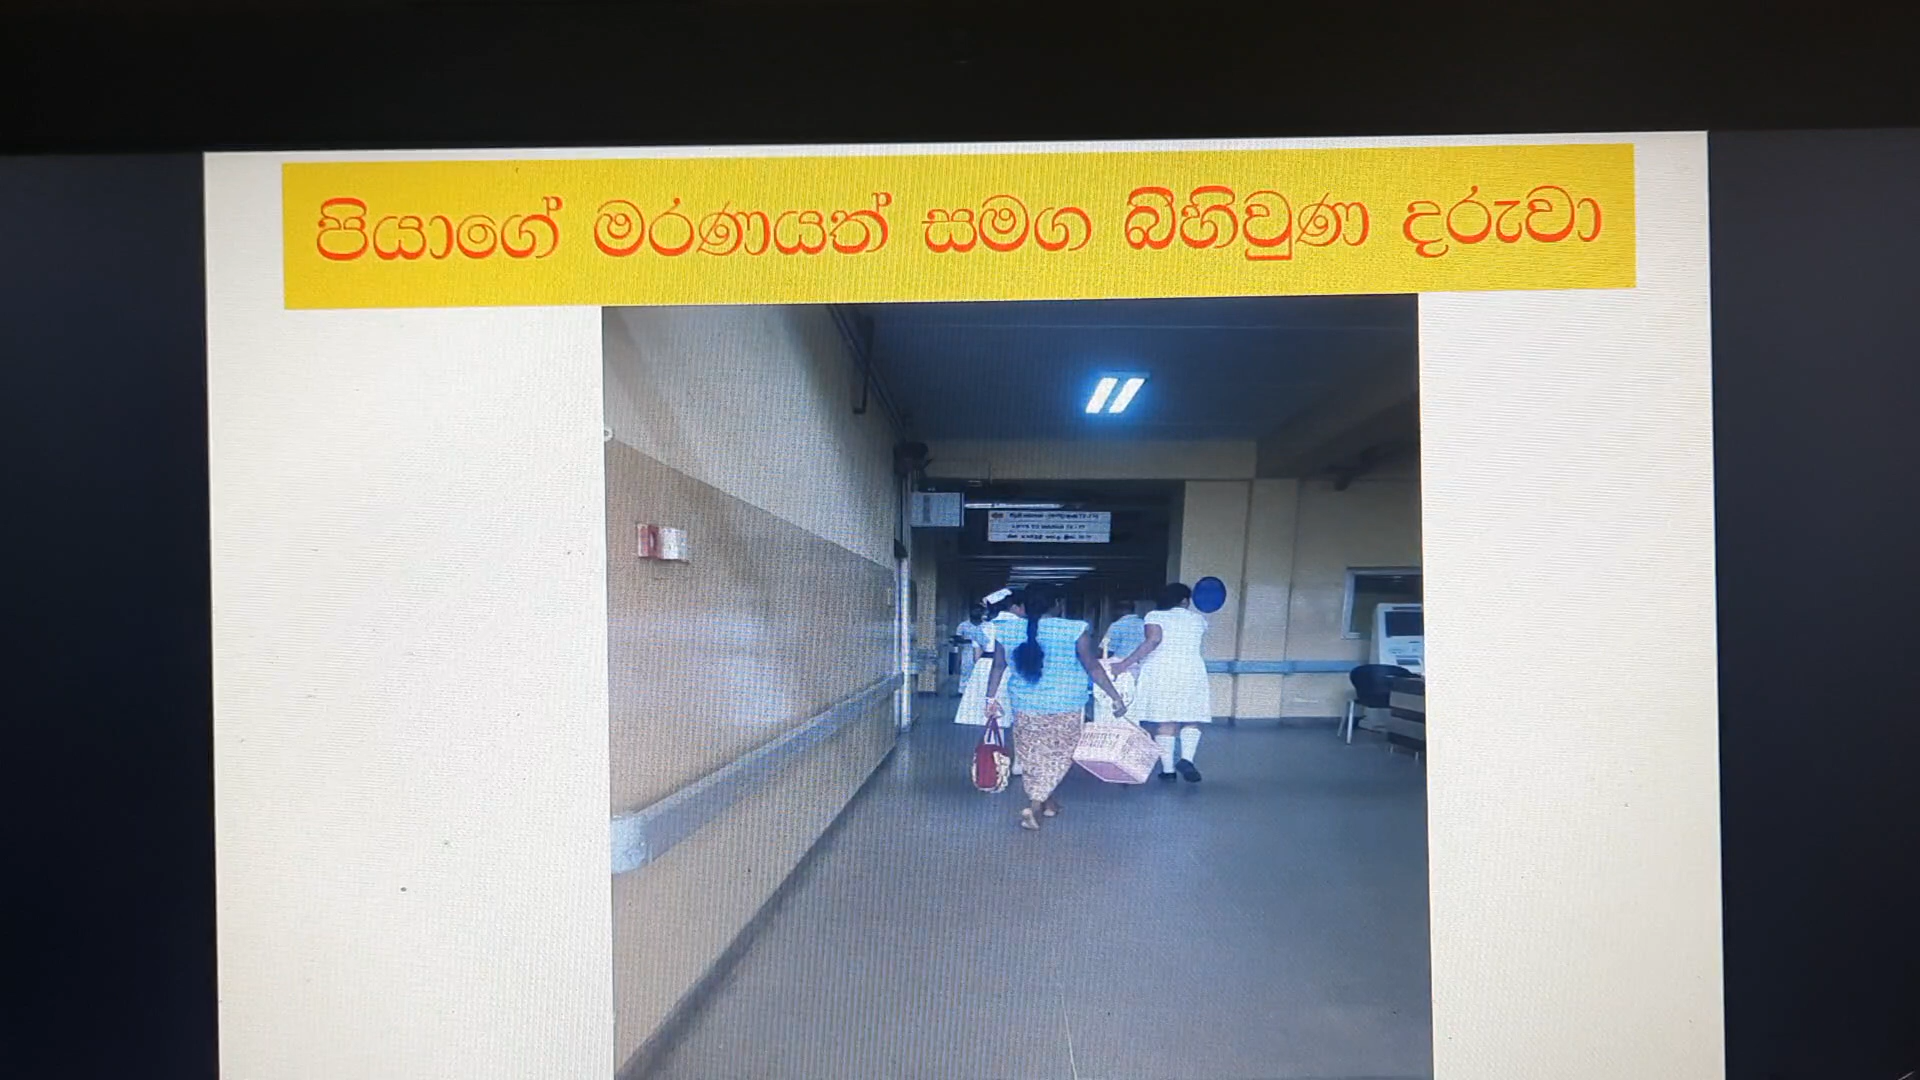 පියාගේ මරණයත් සමග බිහිවුණ දරුවා